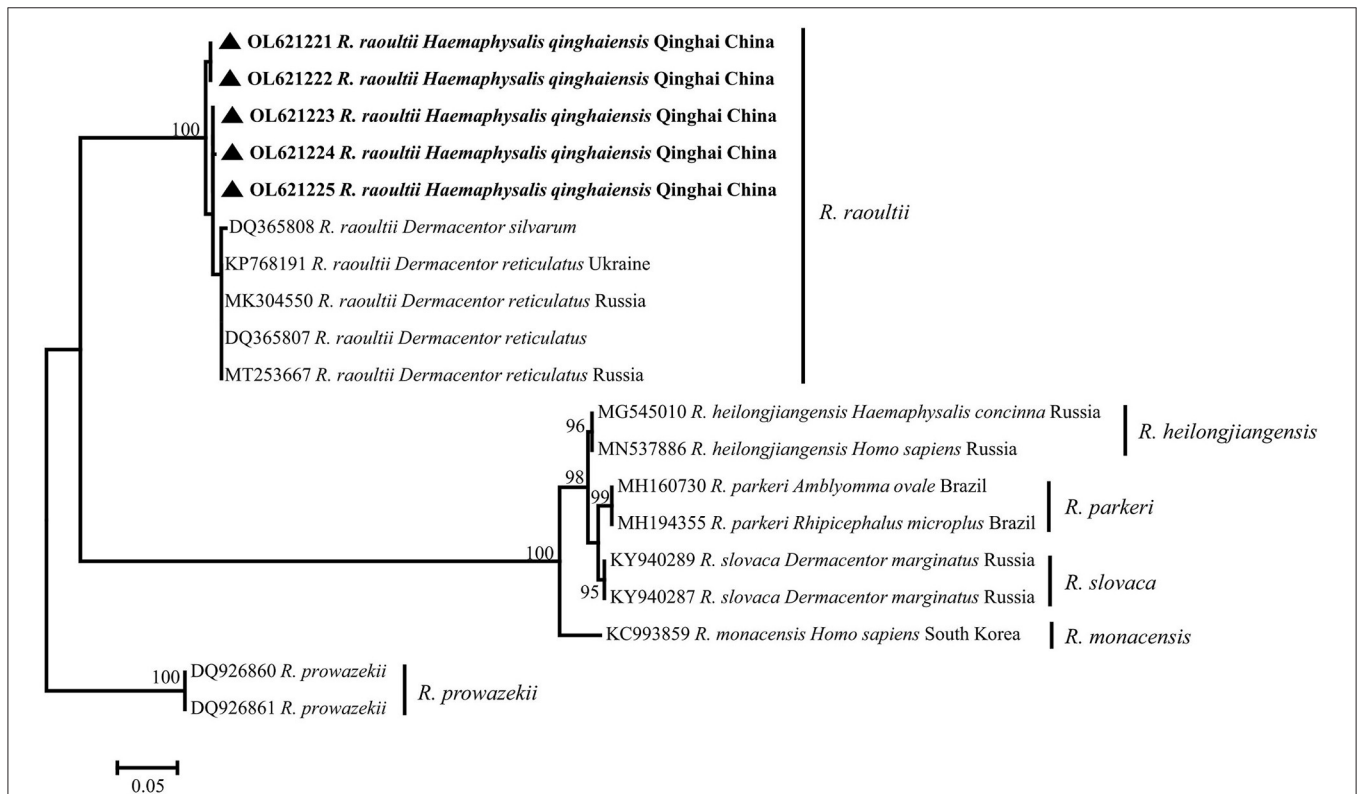 OL621221 R. raoultii Haemaphysalis qinghaiensis Qinghai China
OL621222 R. raoultii Haemaphysalis qinghaiensis Qinghai China
OL621223 R. raoultii Haemaphysalis qinghaiensis Qinghai China
100
OL621224 R. raoultii Haemaphysalis qinghaiensis Qinghai China
OL621225 R. raoultii Haemaphysalis qinghaiensis Qinghai China
R. raoultii
DQ365808 R. raoultii Dermacentor silvarum
KP768191 R. raoultii Dermacentor reticulatus Ukraine
MK304550 R. raoultii Dermacentor reticulatus Russia
DQ365807 R. raoultii Dermacentor reticulatus
MT253667 R. raoultii Dermacentor reticulatus Russia
MG545010 R. heilongjiangensis Haemaphysalis concinna Russia
96
R. heilongjiangensis
MN537886 R. heilongjiangensis Homo sapiens Russia
98
MH160730 R. parkeri Amblyomma ovale Brazil
99
R. parkeri
MH194355 R. parkeri Rhipicephalus microplus Brazil
100
KY940289 R. slovaca Dermacentor marginatus Russia
R. slovaca
95
KY940287 R. slovaca Dermacentor marginatus Russia
KC993859 R. monacensis Homo sapiens South Korea
R. monacensis
100
DQ926860 R. prowazekii
R. prowazekii
DQ926861 R. prowazekii
0.05